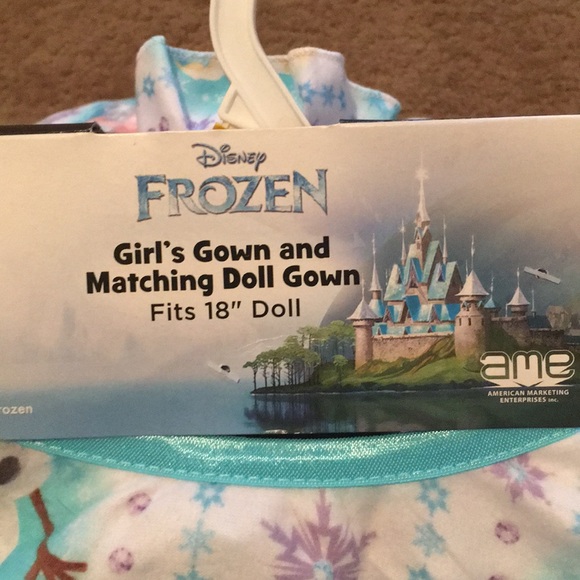 Disney
FROZEN
Girl's Gown and
Matching Doll Gown
Fits 18" Doll
ame
AMERICAN MARKETING
ENTERPRISES inc.
rozen